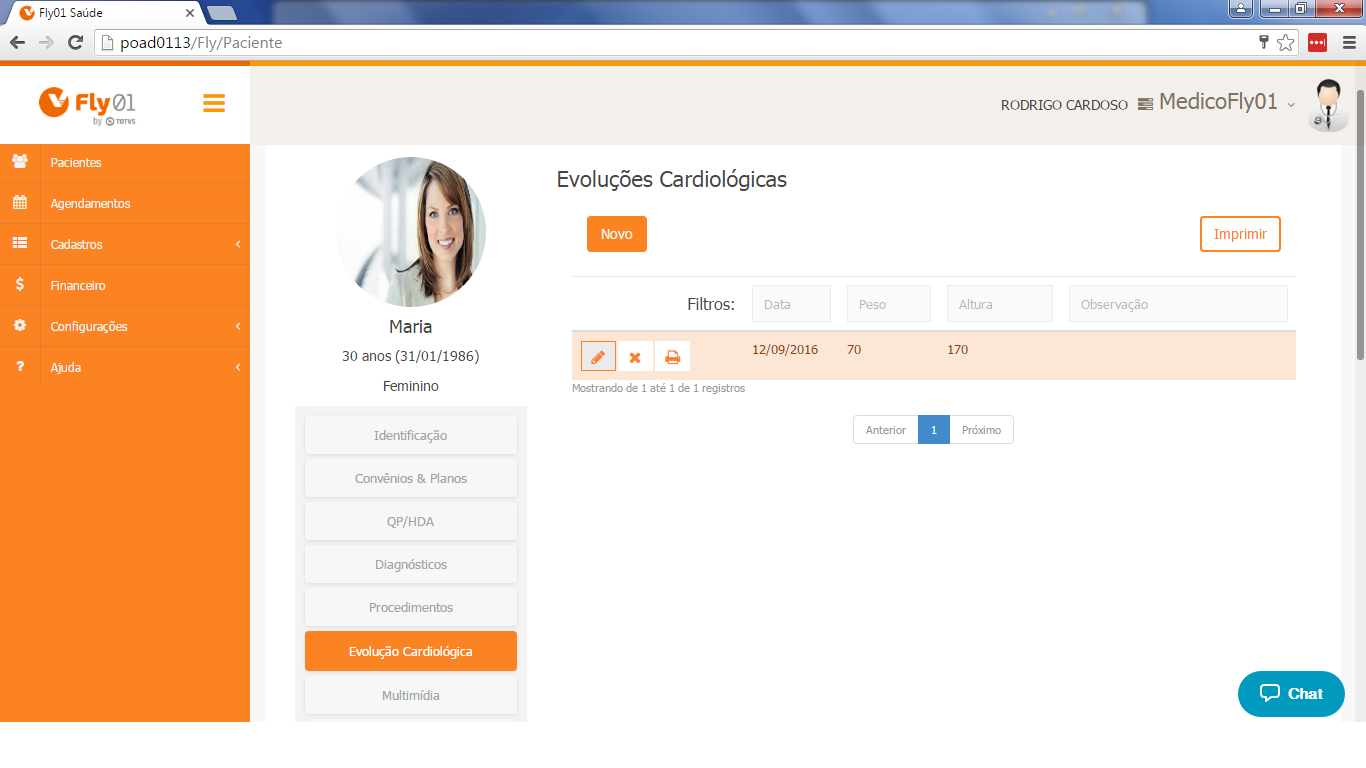 Fly01 Saúde
poad0113/Fly/Paciente
Fly01
by TOTVS
RODRIGO CARDOSO MedicoFly01
Pacientes
Agendamentos
Cadastros
Financeiro
Configurações
Ajuda
Maria
30 anos (31/01/1986)
Feminino
Identificação
Convênios & Planos
QP/HDA
Diagnósticos
Procedimentos
Evolução Cardiológica
Multimídia
Evoluções Cardiológicas
Novo Imprimir
Filtros: Data Peso Altura Observação
12/09/2016 70 170
Mostrando de 1 até 1 de 1 registros
Anterior 1 Próximo
Chat